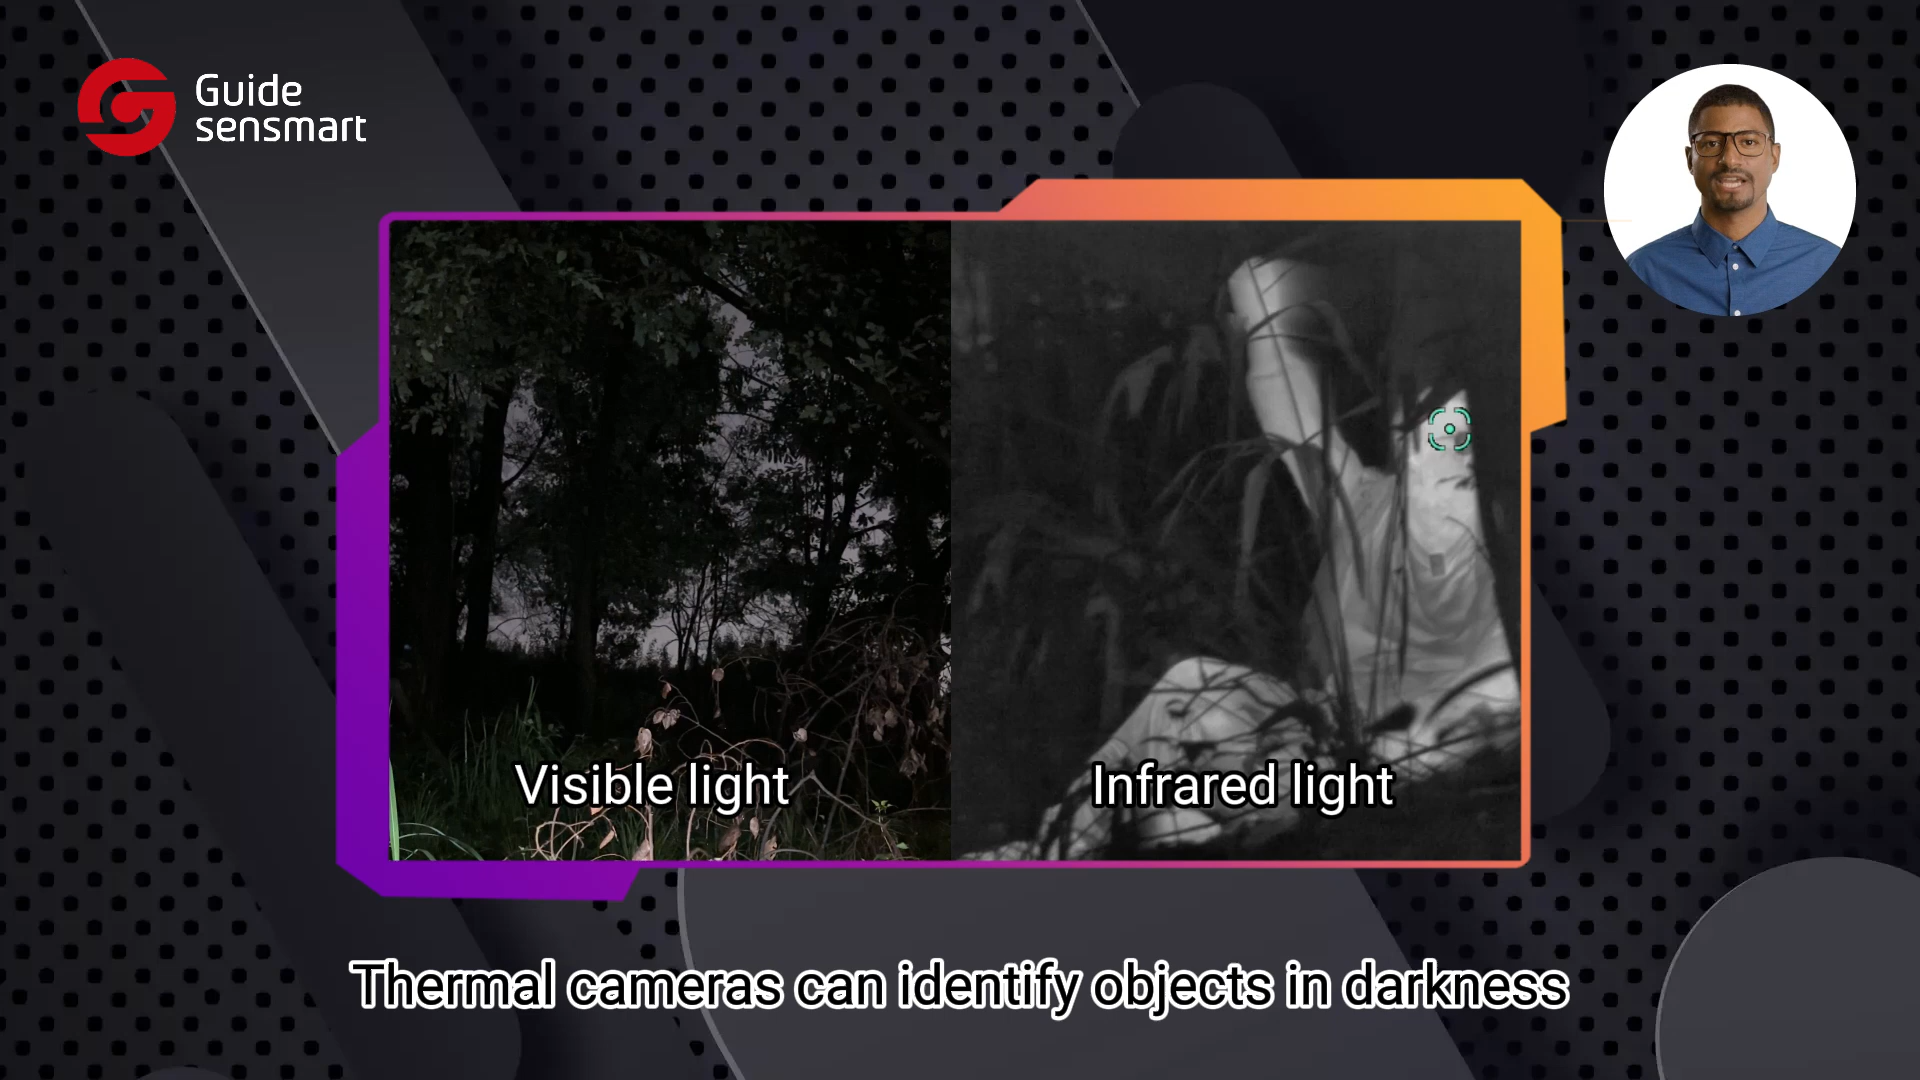 Guide
sensmart
Visible light
Infrared light
Thermal cameras can identify objects in darkness